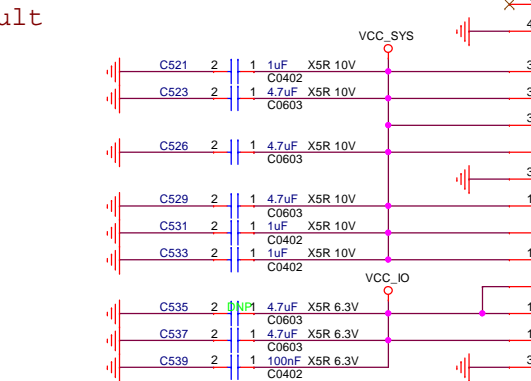 ult
VCC_SYS
C521 2 1 1uF X5R 10V
C0402
C523 2 1 4.7uF X5R 10V
C0603
C526 2 1 4.7uF X5R 10V
C0603
C529 2 1 4.7uF X5R 10V
C0603
C531 2 1 1uF X5R 10V
C0402
C533 2 1 1uF X5R 10V
C0402
VCC_IO
C535 2 DNP 1 4.7uF X5R 6.3V
C0603
C537 2 1 4.7uF X5R 6.3V
C0603
C539 2 1 100nF X5R 6.3V
C0402